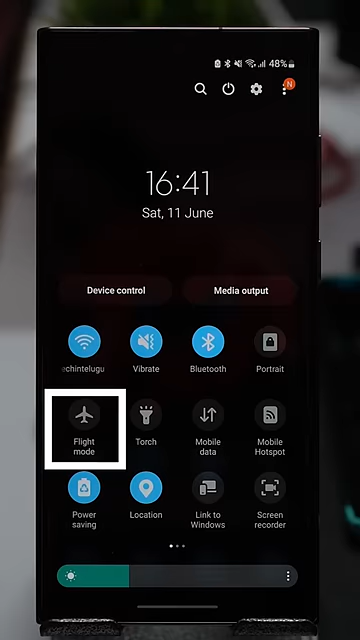 48%
N
16:41
Sat, 11 June
Device control
Media output
echintelugu
Vibrate
Bluetooth
Portrait
Flight
mode
Torch
Mobile
data
Mobile
Hotspot
Power
saving
Location
Link to
Windows
Screen
recorder